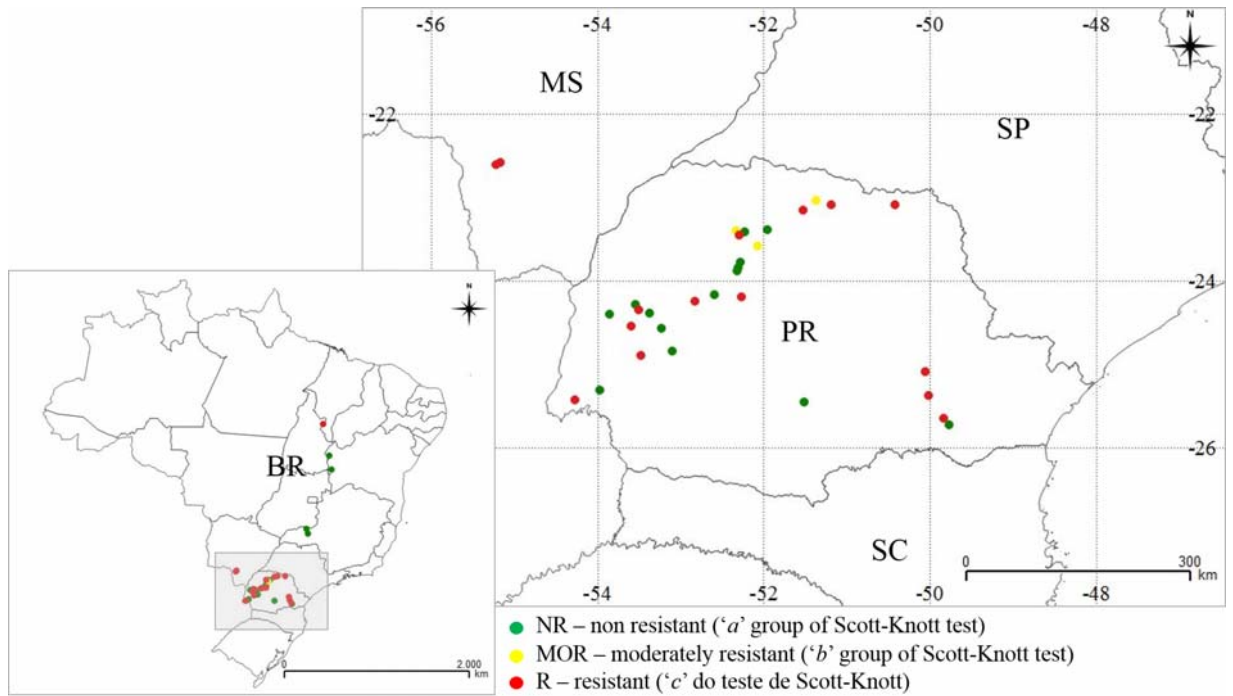 -56 -54 -52 -50 -48
N
MS
-22 -22
SP
-24 -24
PR
-26 -26
SC
0 300
km
-54 -52 -50 -48
N
BR
0 2.000
km
NR – non resistant (‘a’ group of Scott-Knott test)
MOR – moderately resistant (‘b’ group of Scott-Knott test)
R – resistant (‘c’ do teste de Scott-Knott)